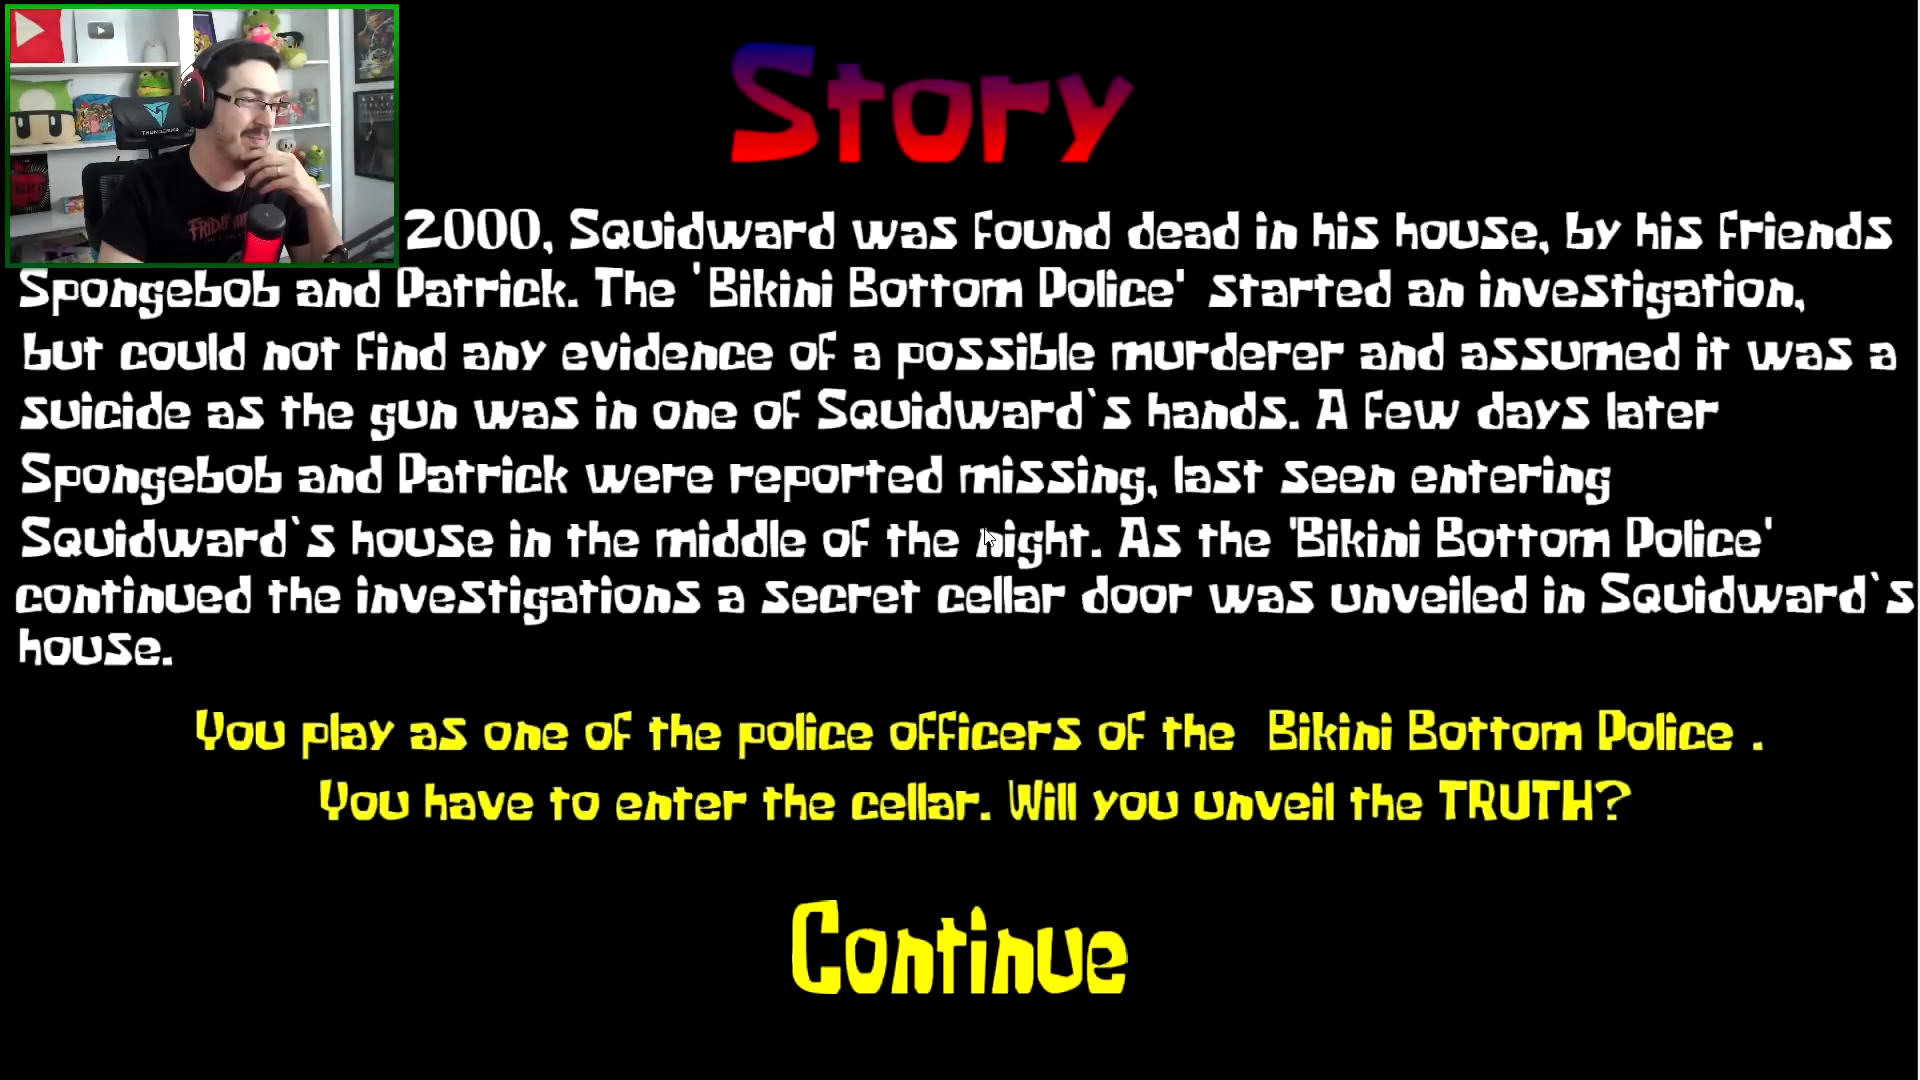 Story
2000, Squidward was found dead in his house, by his friends
Spongebob and Patrick. The 'Bikini Bottom Police' started an investigation,
but could not find any evidence of a possible murderer and assumed it was a
suicide as the gun was in one of Squidward`s hands. A few days later
Spongebob and Patrick were reported missing, last seen entering
Squidward`s house in the middle of the night. As the 'Bikini Bottom Police'
continued the investigations a secret cellar door was unveiled in Squidward`s
house.
You play as one of the police officers of the Bikini Bottom Police .
You have to enter the cellar. Will you unveil the TRUTH?
Continue